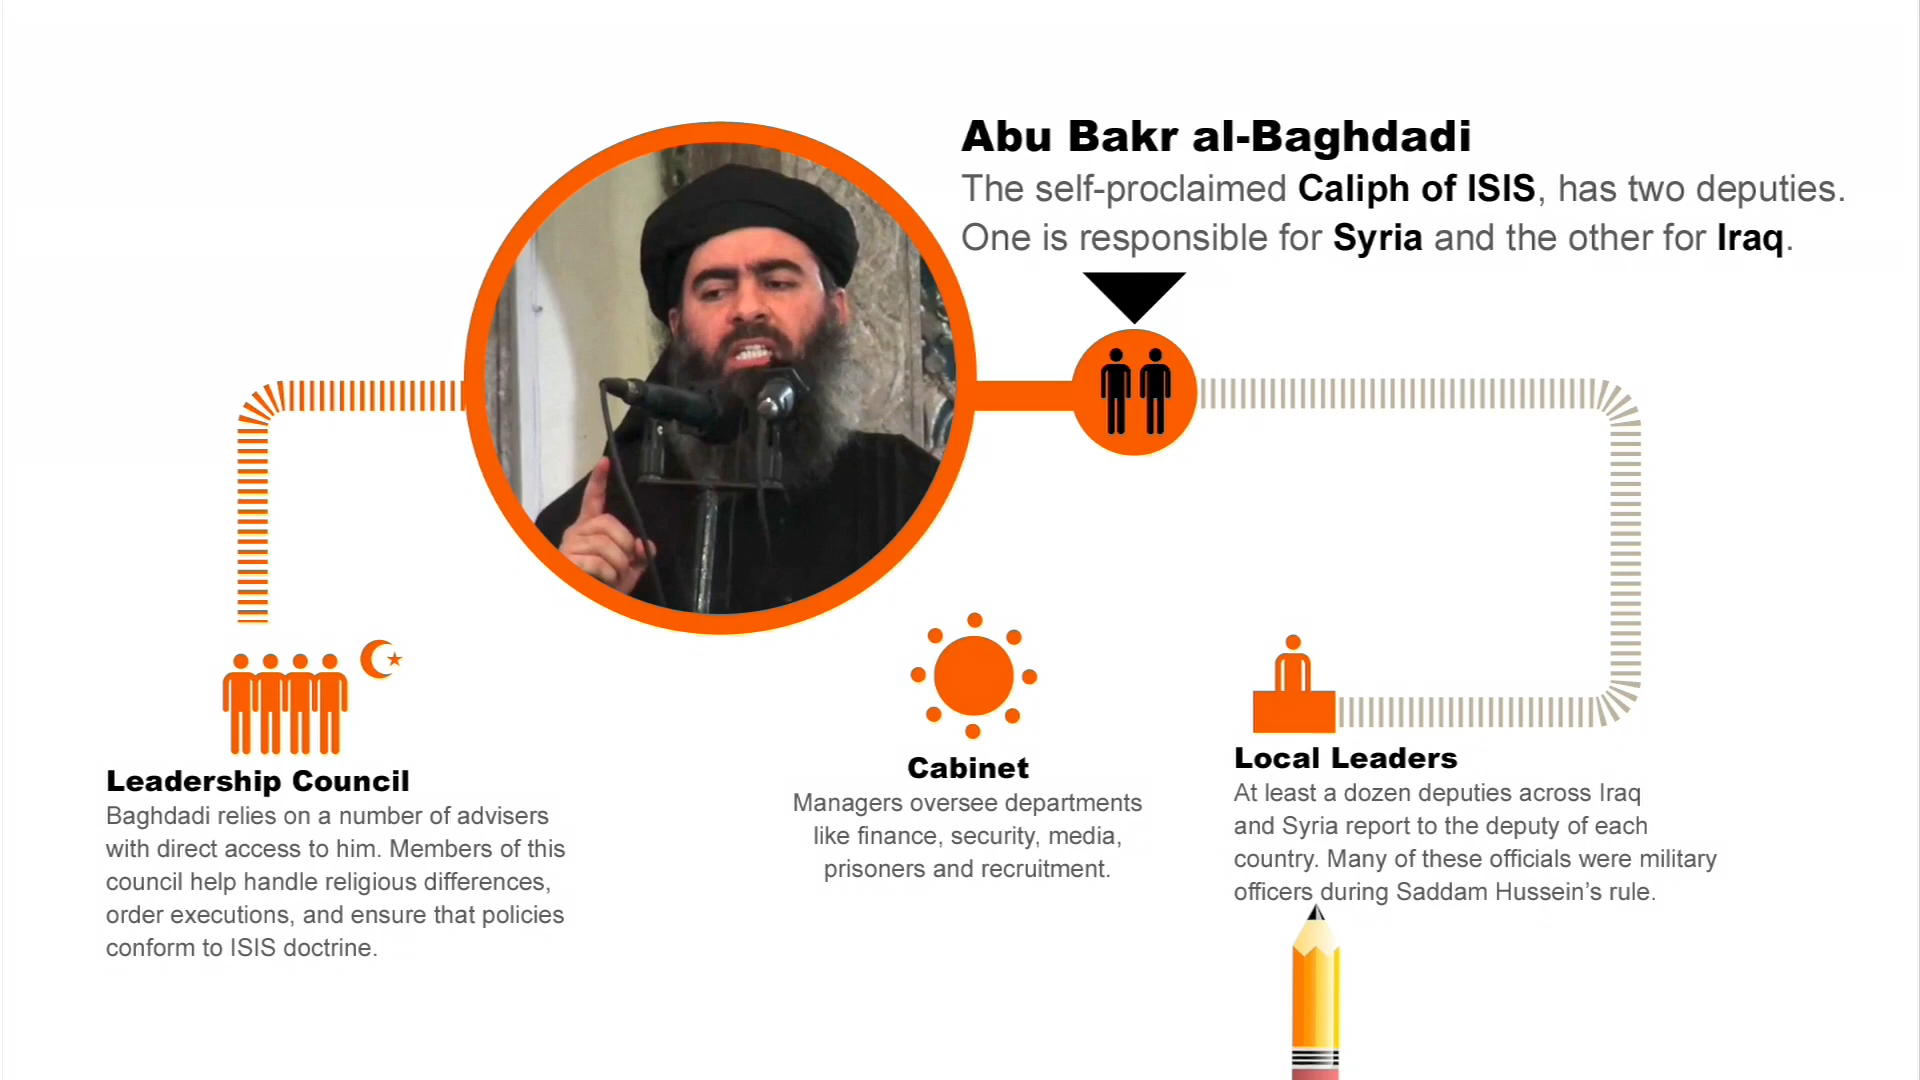 Abu Bakr al-Baghdadi
The self-proclaimed Caliph of ISIS, has two deputies.
One is responsible for Syria and the other for Iraq.
Leadership Council
Baghdadi relies on a number of advisers
with direct access to him. Members of this
council help handle religious differences,
order executions, and ensure that policies
conform to ISIS doctrine.
Cabinet
Managers oversee departments
like finance, security, media,
prisoners and recruitment.
Local Leaders
At least a dozen deputies across Iraq
and Syria report to the deputy of each
country. Many of these officials were military
officers during Saddam Hussein’s rule.